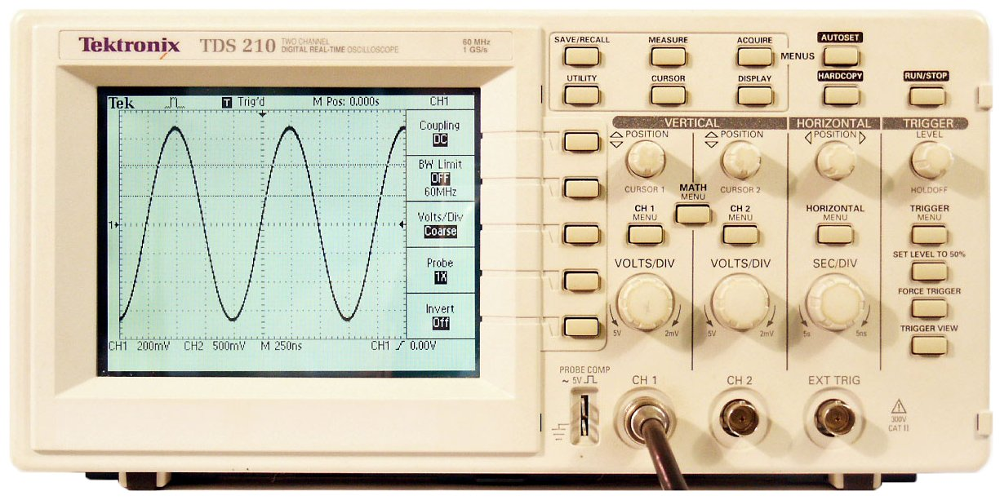 Tektronix TDS 210 TWO CHANNEL DIGITAL REAL-TIME OSCILLOSCOPE 60 MHz 1 GS/s
Tek T Trig'd M Pos: 0.000s CH1
Coupling
DC
BW Limit
OFF
60MHz
Volts/Div
Coarse
Probe
1X
Invert
Off
1
CH1 200mV CH2 500mV M 250ns CH1 0.00V
SAVE/RECALL MEASURE ACQUIRE AUTOSET
MENUS
UTILITY CURSOR DISPLAY HARDCOPY RUN/STOP
VERTICAL HORIZONTAL TRIGGER
POSITION POSITION POSITION LEVEL
CURSOR 1 CURSOR 2 HOLDOFF
MATH
MENU
CH 1 CH 2 HORIZONTAL TRIGGER
MENU MENU MENU MENU
SET LEVEL TO 50%
VOLTS/DIV VOLTS/DIV SEC/DIV
FORCE TRIGGER
TRIGGER VIEW
5V 2mV 5V 2mV 5s 5ns
PROBE COMP
~ 5V
CH 1 CH 2 EXT TRIG
300V
CAT II